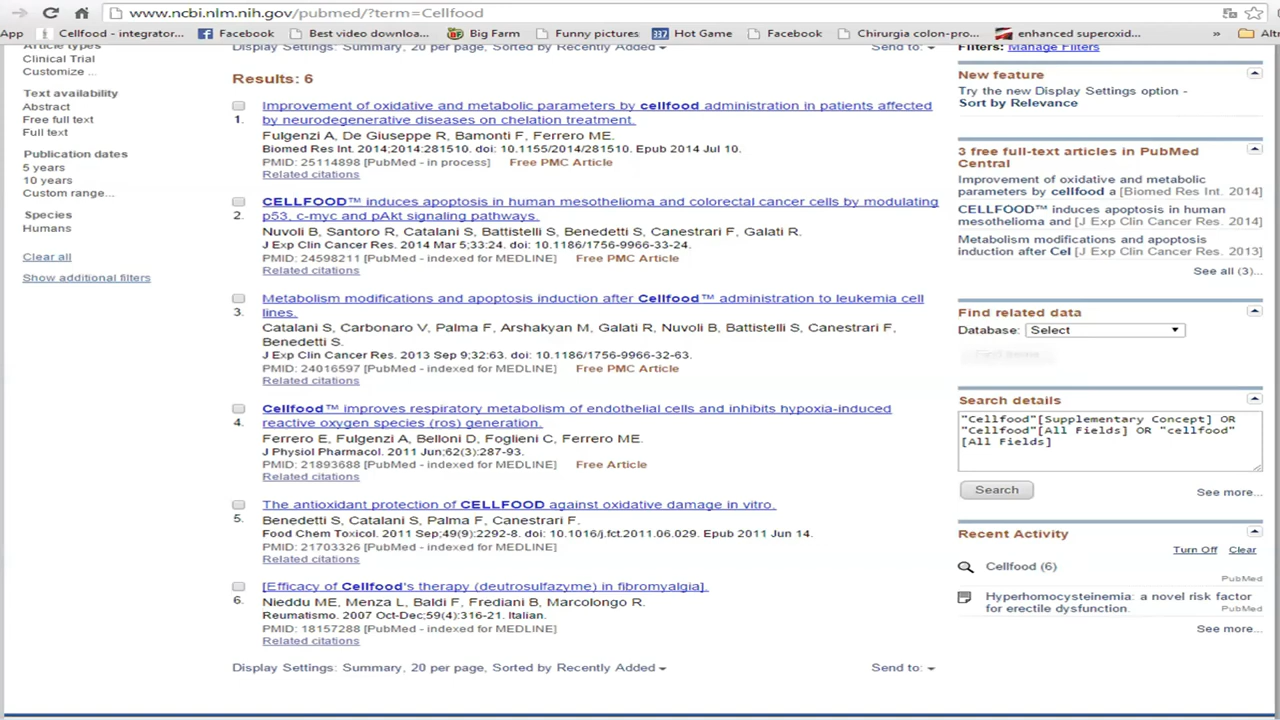 www.ncbi.nlm.nih.gov/pubmed/?term=Cellfood
App
Cellfood - integrator...
Facebook
Best video downloa...
Big Farm
Funny pictures
Hot Game
Facebook
Chirurgia colon-pro...
enhanced superoxid...
»
Altr
Article types
Clinical Trial
Customize ...
Text availability
Abstract
Free full text
Full text
Publication dates
5 years
10 years
Custom range...
Species
Humans
Clear all
Show additional filters
Display Settings: Summary, 20 per page, Sorted by Recently Added
Send to:
Results: 6
1.
Improvement of oxidative and metabolic parameters by cellfood administration in patients affected
by neurodegenerative diseases on chelation treatment.
Fulgenzi A, De Giuseppe R, Bamonti F, Ferrero ME.
Biomed Res Int. 2014;2014:281510. doi: 10.1155/2014/281510. Epub 2014 Jul 10.
PMID: 25114898 [PubMed - in process] Free PMC Article
Related citations
2.
CELLFOOD™ induces apoptosis in human mesothelioma and colorectal cancer cells by modulating
p53, c-myc and pAkt signaling pathways.
Nuvoli B, Santoro R, Catalani S, Battistelli S, Benedetti S, Canestrari F, Galati R.
J Exp Clin Cancer Res. 2014 Mar 5;33:24. doi: 10.1186/1756-9966-33-24.
PMID: 24598211 [PubMed - indexed for MEDLINE] Free PMC Article
Related citations
3.
Metabolism modifications and apoptosis induction after Cellfood™ administration to leukemia cell
lines.
Catalani S, Carbonaro V, Palma F, Arshakyan M, Galati R, Nuvoli B, Battistelli S, Canestrari F,
Benedetti S.
J Exp Clin Cancer Res. 2013 Sep 9;32:63. doi: 10.1186/1756-9966-32-63.
PMID: 24016597 [PubMed - indexed for MEDLINE] Free PMC Article
Related citations
4.
Cellfood™ improves respiratory metabolism of endothelial cells and inhibits hypoxia-induced
reactive oxygen species (ros) generation.
Ferrero E, Fulgenzi A, Belloni D, Foglieni C, Ferrero ME.
J Physiol Pharmacol. 2011 Jun;62(3):287-93.
PMID: 21893688 [PubMed - indexed for MEDLINE] Free Article
Related citations
5.
The antioxidant protection of CELLFOOD against oxidative damage in vitro.
Benedetti S, Catalani S, Palma F, Canestrari F.
Food Chem Toxicol. 2011 Sep;49(9):2292-8. doi: 10.1016/j.fct.2011.06.029. Epub 2011 Jun 14.
PMID: 21703326 [PubMed - indexed for MEDLINE]
Related citations
6.
[Efficacy of Cellfood's therapy (deutrosulfazyme) in fibromyalgia].
Nieddu ME, Menza L, Baldi F, Frediani B, Marcolongo R.
Reumatismo. 2007 Oct-Dec;59(4):316-21. Italian.
PMID: 18157288 [PubMed - indexed for MEDLINE]
Related citations
Display Settings: Summary, 20 per page, Sorted by Recently Added
Send to:
Filters: Manage Filters
New feature
Try the new Display Settings option -
Sort by Relevance
3 free full-text articles in PubMed
Central
Improvement of oxidative and metabolic
parameters by cellfood a [Biomed Res Int. 2014]
CELLFOOD™ induces apoptosis in human
mesothelioma and [J Exp Clin Cancer Res. 2014]
Metabolism modifications and apoptosis
induction after Cel [J Exp Clin Cancer Res. 2013]
See all (3)...
Find related data
Database: Select
Find items
Search details
"Cellfood"[Supplementary Concept] OR
"Cellfood"[All Fields] OR "cellfood"
[All Fields]
Search
See more...
Recent Activity
Turn Off Clear
Cellfood (6)
PubMed
Hyperhomocysteinemia: a novel risk factor
for erectile dysfunction.
PubMed
See more...